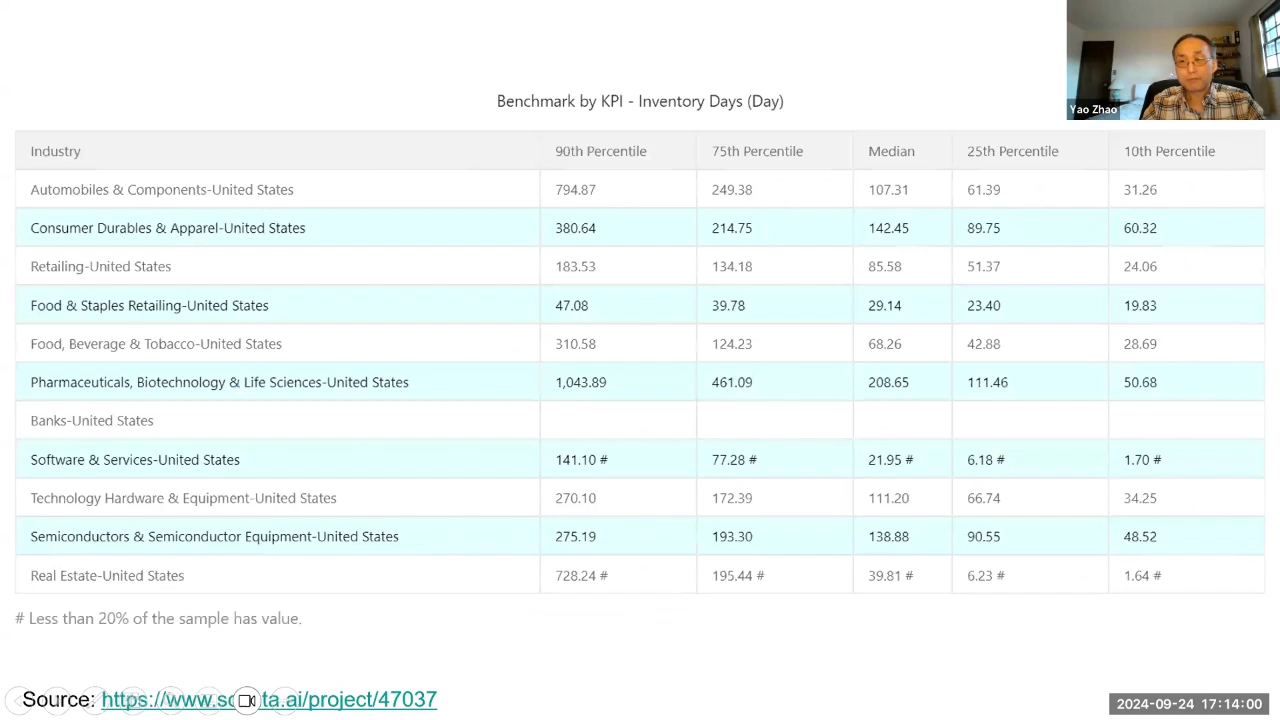 Yao Zhao
Benchmark by KPI - Inventory Days (Day)
Industry 90th Percentile 75th Percentile Median 25th Percentile 10th Percentile
Automobiles & Components-United States 794.87 249.38 107.31 61.39 31.26
Consumer Durables & Apparel-United States 380.64 214.75 142.45 89.75 60.32
Retailing-United States 183.53 134.18 85.58 51.37 24.06
Food & Staples Retailing-United States 47.08 39.78 29.14 23.40 19.83
Food, Beverage & Tobacco-United States 310.58 124.23 68.26 42.88 28.69
Pharmaceuticals, Biotechnology & Life Sciences-United States 1,043.89 461.09 208.65 111.46 50.68
Banks-United States
Software & Services-United States 141.10 # 77.28 # 21.95 # 6.18 # 1.70 #
Technology Hardware & Equipment-United States 270.10 172.39 111.20 66.74 34.25
Semiconductors & Semiconductor Equipment-United States 275.19 193.30 138.88 90.55 48.52
Real Estate-United States 728.24 # 195.44 # 39.81 # 6.23 # 1.64 #
# Less than 20% of the sample has value.
Source:
2024-09-24 17:14:00